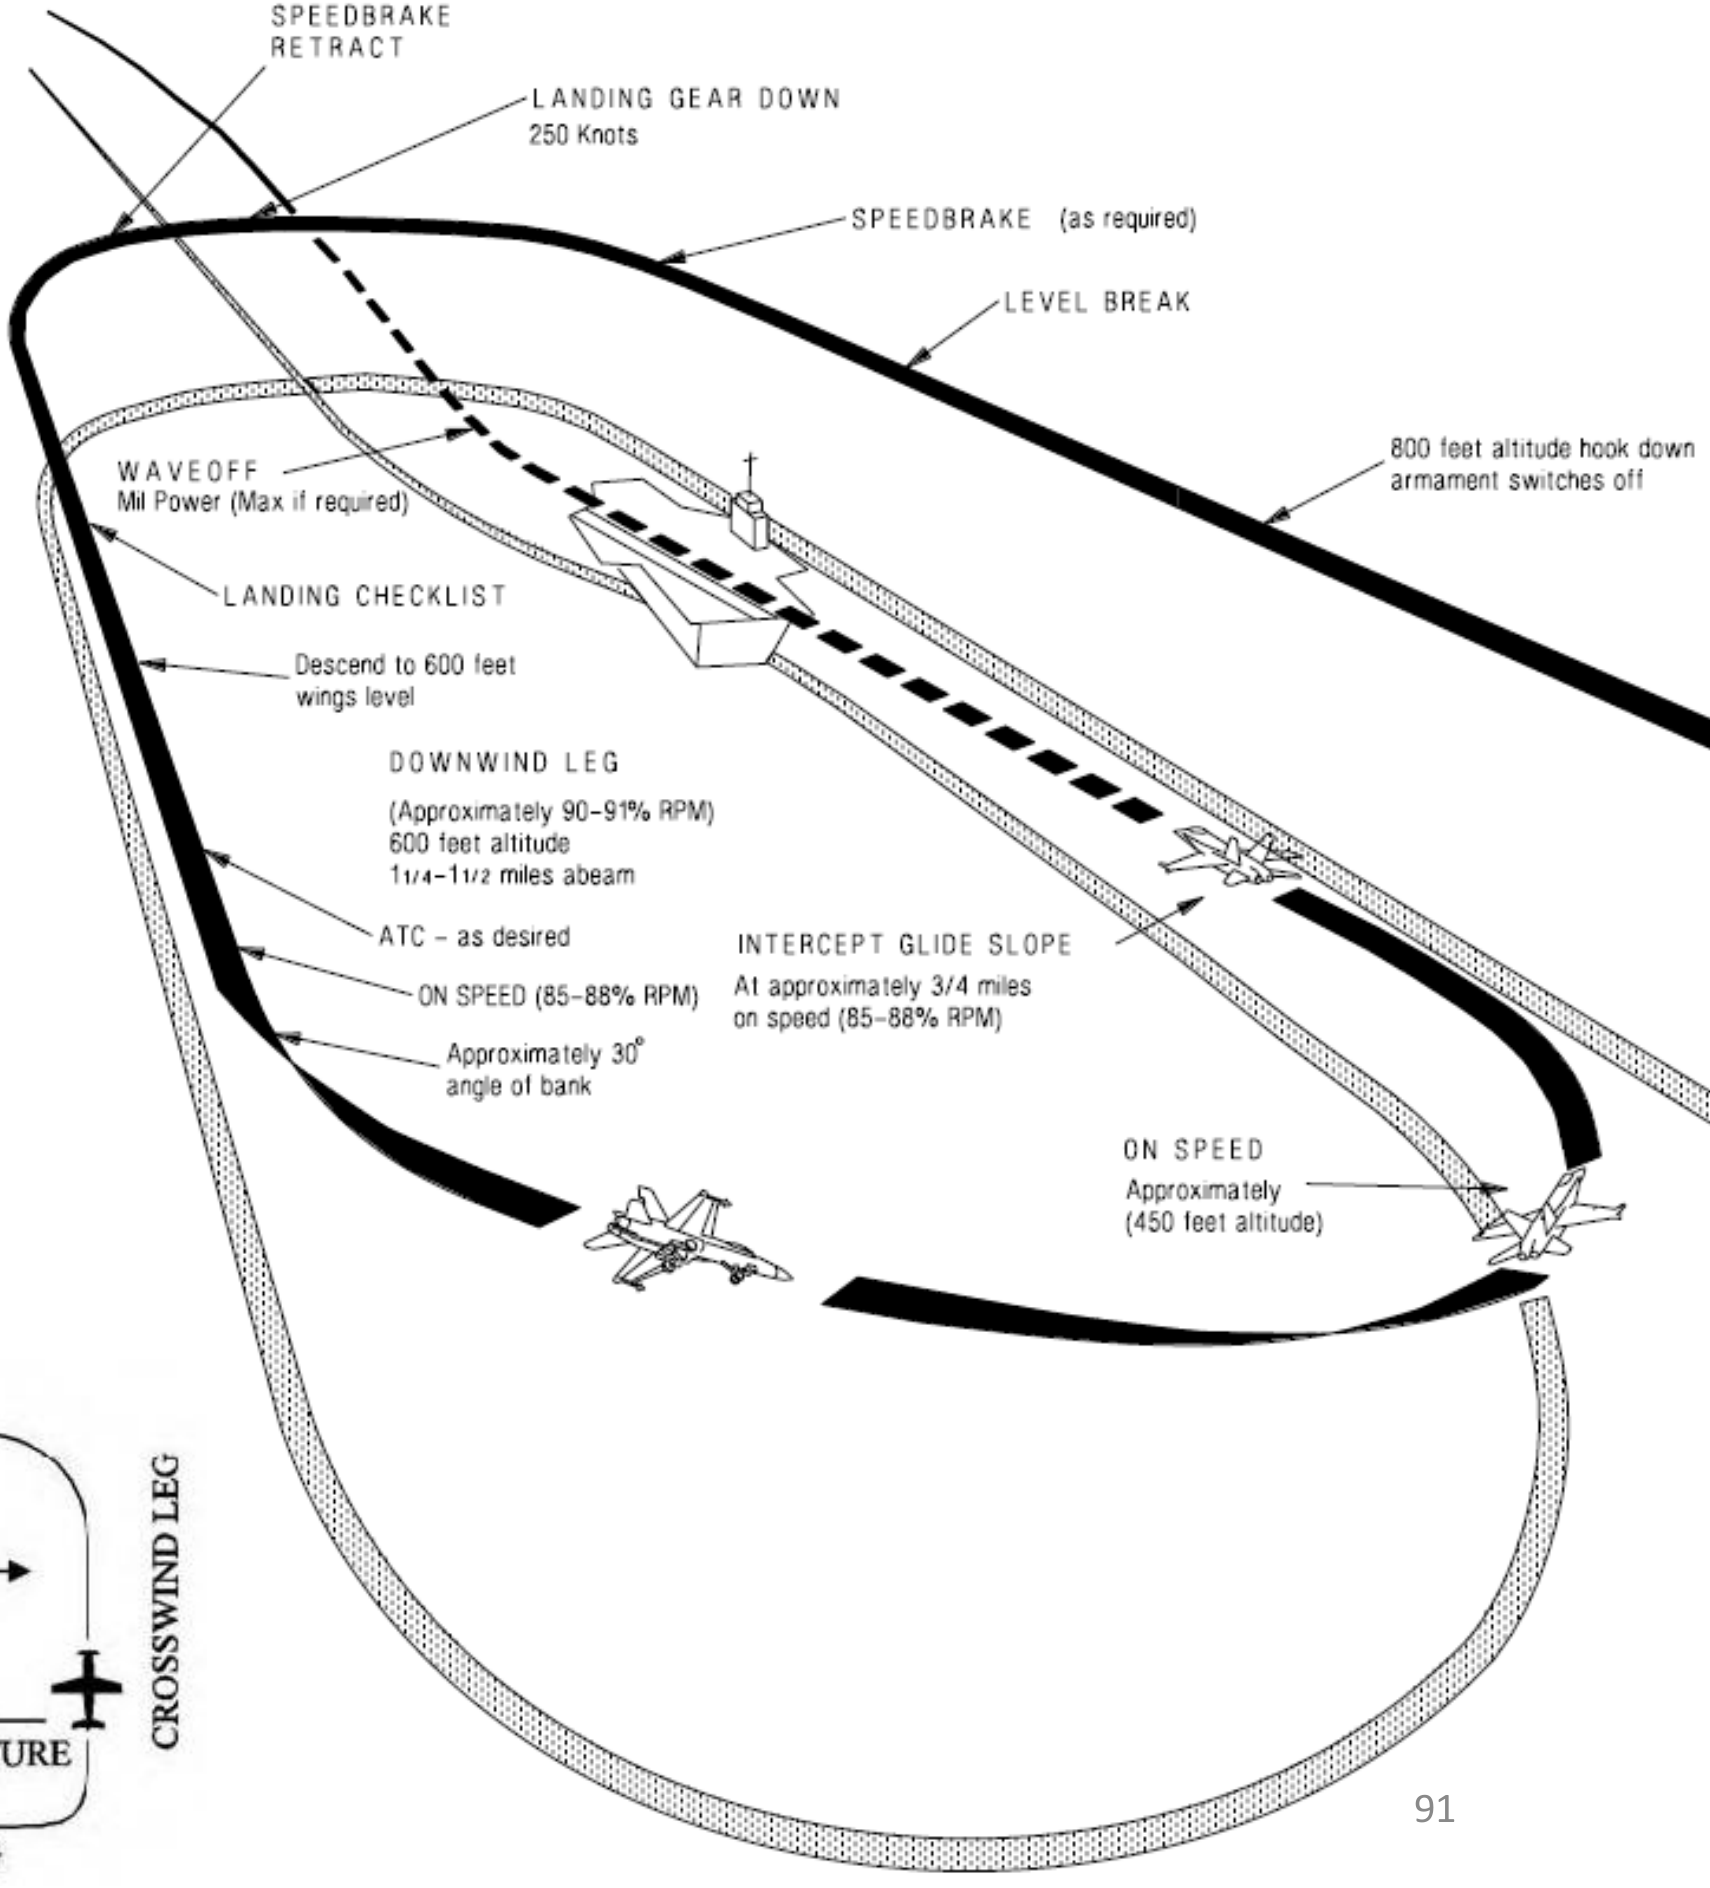 SPEEDBRAKE
RETRACT
LANDING GEAR DOWN
250 Knots
SPEEDBRAKE (as required)
LEVEL BREAK
800 feet altitude hook down
armament switches off
WAVEOFF
Mil Power (Max if required)
LANDING CHECKLIST
Descend to 600 feet
wings level
DOWNWIND LEG
(Approximately 90-91% RPM)
600 feet altitude
1 1/4-1 1/2 miles abeam
ATC - as desired
ON SPEED (85-88% RPM)
Approximately 30°
angle of bank
INTERCEPT GLIDE SLOPE
At approximately 3/4 miles
on speed (85-88% RPM)
ON SPEED
Approximately
(450 feet altitude)
CROSSWIND LEG
URE
91